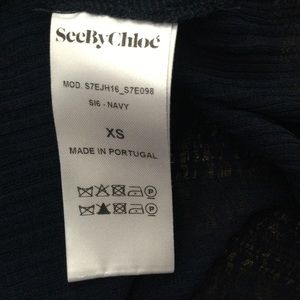 SeeByChloé
MOD. S7EJH16_S7E098
SI6 - NAVY
XS
MADE IN PORTUGAL
P
P